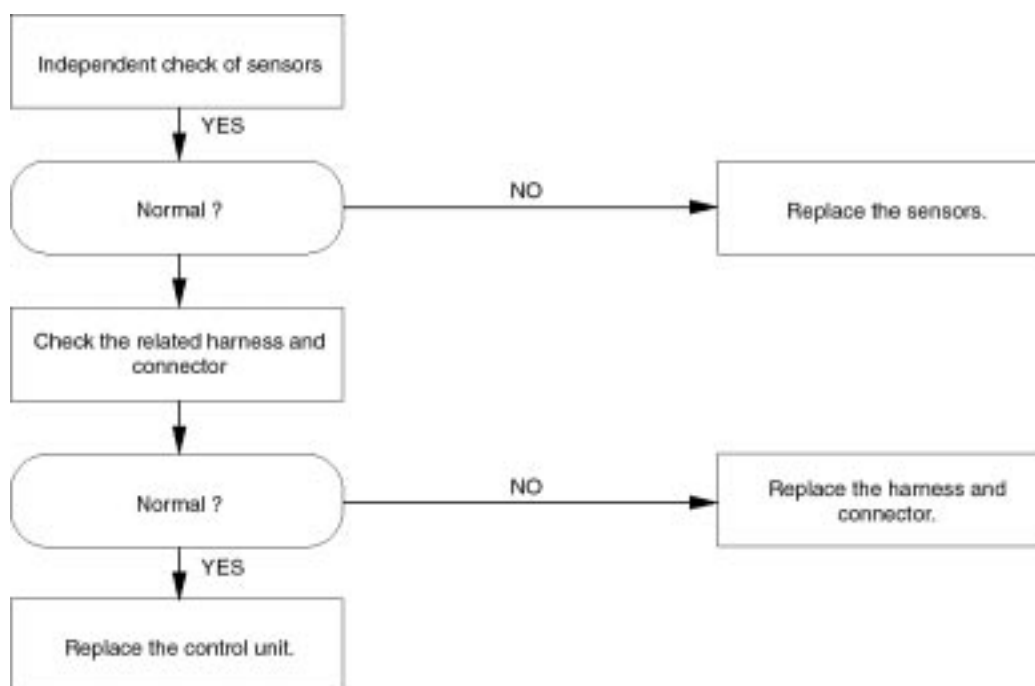 Independent check of sensors
YES
Normal ?
NO
Replace the sensors.
Check the related harness and
connector
Normal ?
NO
Replace the harness and
connector.
YES
Replace the control unit.